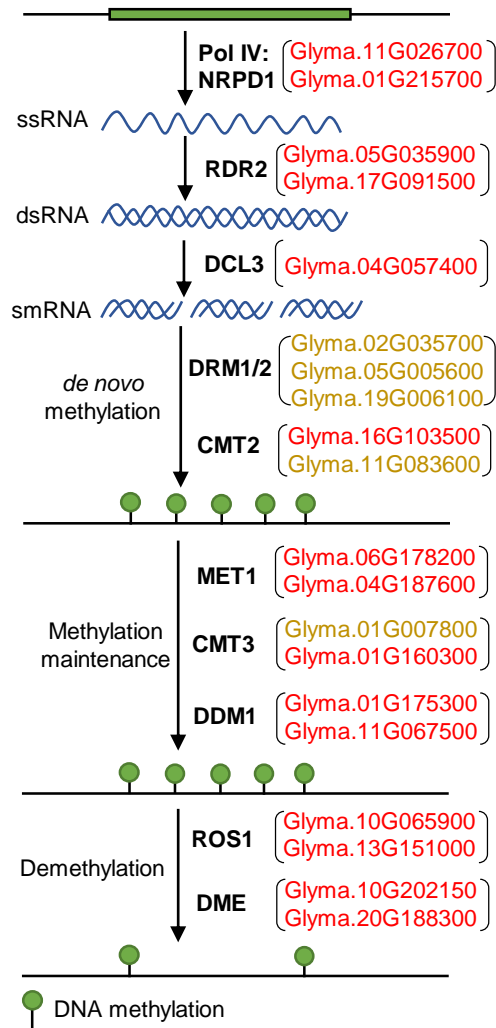 Pol IV: Glyma.11G026700
NRPD1 Glyma.01G215700
ssRNA
RDR2 Glyma.05G035900
Glyma.17G091500
dsRNA
DCL3 Glyma.04G057400
smRNA
Glyma.02G035700
DRM1/2 Glyma.05G005600
Glyma.19G006100
de novo
methylation
CMT2 Glyma.16G103500
Glyma.11G083600
MET1 Glyma.06G178200
Glyma.04G187600
Methylation
maintenance
CMT3 Glyma.01G007800
Glyma.01G160300
DDM1 Glyma.01G175300
Glyma.11G067500
ROS1 Glyma.10G065900
Glyma.13G151000
Demethylation
DME Glyma.10G202150
Glyma.20G188300
DNA methylation